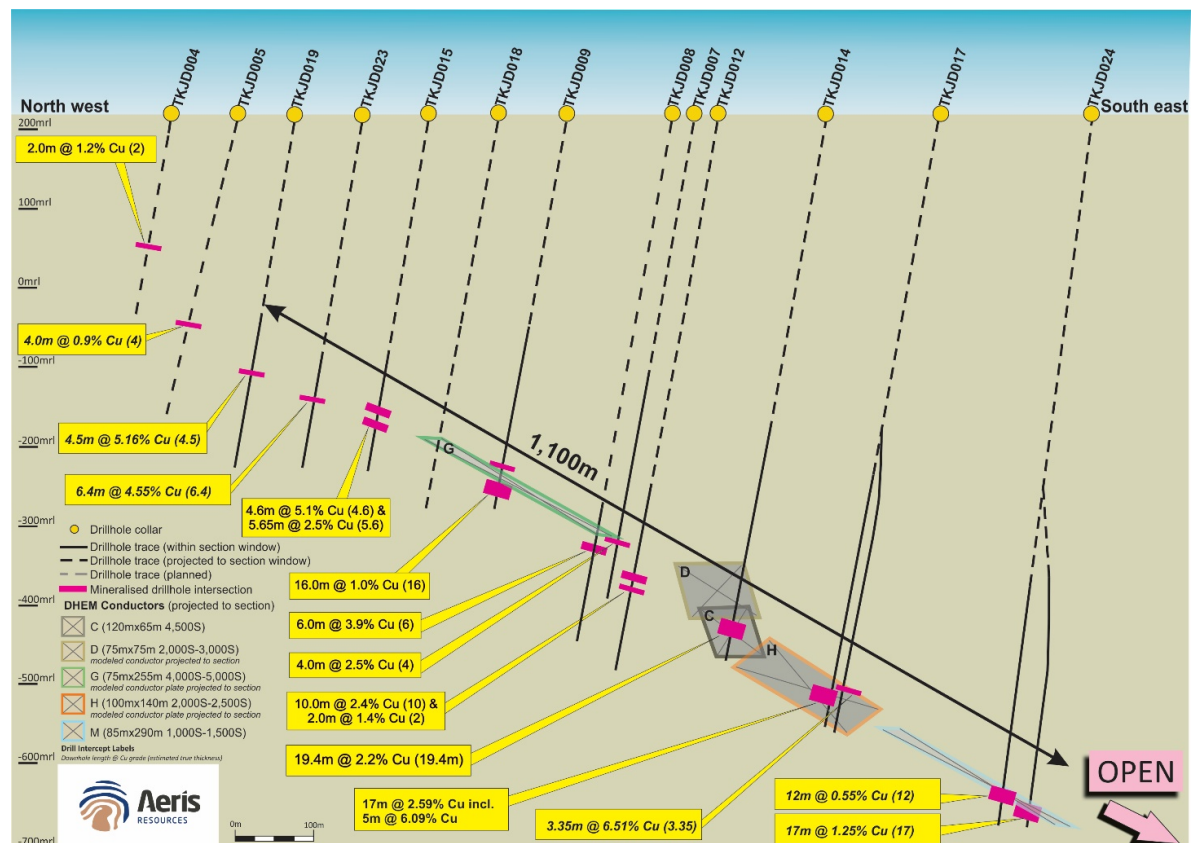 TKJD004
TKJD005
TKJD019
TKJD023
TKJD015
TKJD018
TKJD009
TKJD008
TKJD007
TKJD012
TKJD014
TKJD017
TKJD024
North west
South east
200mrl
2.0m @ 1.2% Cu (2)
100mrl
0mrl
4.0m @ 0.9% Cu (4)
-100mrl
4.5m @ 5.16% Cu (4.5)
-200mrl
G
1,100m
6.4m @ 4.55% Cu (6.4)
4.6m @ 5.1% Cu (4.6) &
5.65m @ 2.5% Cu (5.6)
-300mrl
Drillhole collar
Drillhole trace (within section window)
Drillhole trace (projected to section window)
Drillhole trace (planned)
Mineralised drillhole intersection
DHEM Conductors (projected to section)
C (120mx65m 4,500S)
D (75mx75m 2,000S-3,000S)
modeled conductor projected to section
G (75mx255m 4,000S-5,000S)
modeled conductor plate projected to section
H (100mx140m 2,000S-2,500S)
modeled conductor plate projected to section
M (85mx290m 1,000S-1,500S)
Drill Intercept Labels
Downhole length @ Cu grade (estimated true thickness)
-400mrl
-500mrl
-600mrl
-700mrl
16.0m @ 1.0% Cu (16)
6.0m @ 3.9% Cu (6)
4.0m @ 2.5% Cu (4)
10.0m @ 2.4% Cu (10) &
2.0m @ 1.4% Cu (2)
19.4m @ 2.2% Cu (19.4m)
D
C
H
17m @ 2.59% Cu incl.
5m @ 6.09% Cu
3.35m @ 6.51% Cu (3.35)
12m @ 0.55% Cu (12)
17m @ 1.25% Cu (17)
OPEN
Aeris
RESOURCES
0m
100m